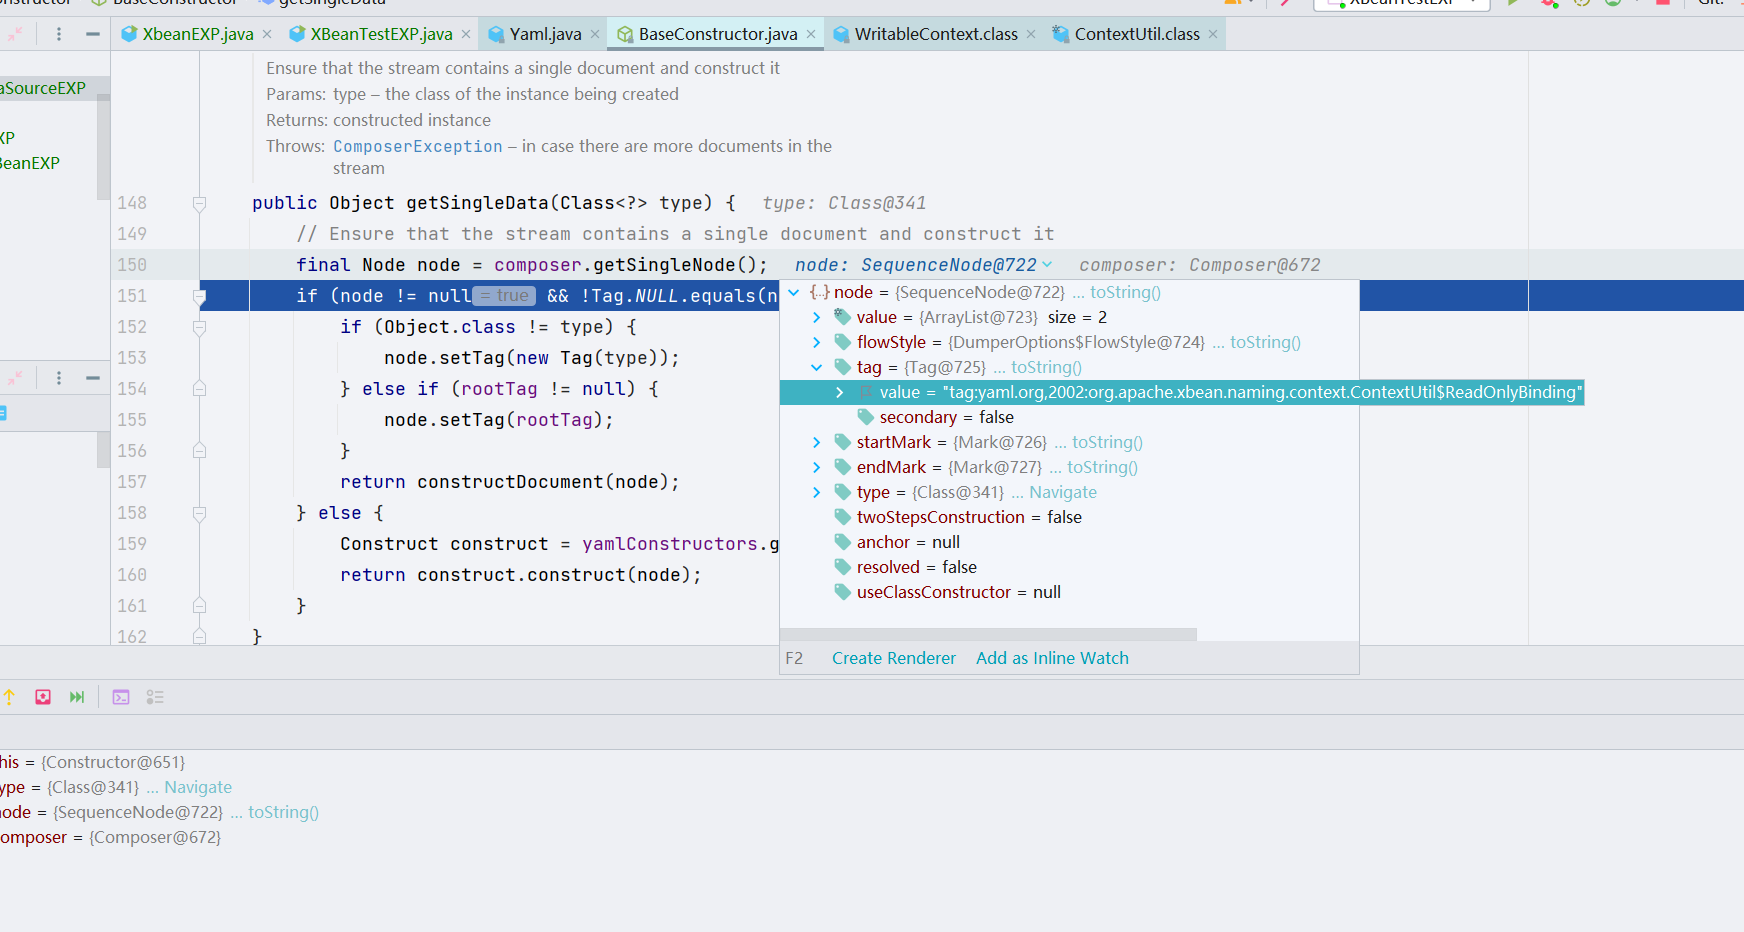 BaseConstructor getSingleData XBeanTestEXP Git:
XbeanEXP.java XBeanTestEXP.java Yaml.java BaseConstructor.java WritableContext.class ContextUtil.class
aSourceEXP
XP
BeanEXP
Ensure that the stream contains a single document and construct it
Params: type – the class of the instance being created
Returns: constructed instance
Throws: ComposerException – in case there are more documents in the
stream
148 public Object getSingleData(Class<?> type) { type: Class@341
149 // Ensure that the stream contains a single document and construct it
150 final Node node = composer.getSingleNode(); node: SequenceNode@722 composer: Composer@672
151 if (node != null = true && !Tag.NULL.equals(n
152 if (Object.class != type) {
153 node.setTag(new Tag(type));
154 } else if (rootTag != null) {
155 node.setTag(rootTag);
156 }
157 return constructDocument(node);
158 } else {
159 Construct construct = yamlConstructors.g
160 return construct.construct(node);
161 }
162 }
node = {SequenceNode@722} ... toString()
value = {ArrayList@723} size = 2
flowStyle = {DumperOptions$FlowStyle@724} ... toString()
tag = {Tag@725} ... toString()
value = "tag:yaml.org,2002:org.apache.xbean.naming.context.ContextUtil$ReadOnlyBinding"
secondary = false
startMark = {Mark@726} ... toString()
endMark = {Mark@727} ... toString()
type = {Class@341} ... Navigate
twoStepsConstruction = false
anchor = null
resolved = false
useClassConstructor = null
F2 Create Renderer Add as Inline Watch
his = {Constructor@651}
ype = {Class@341} ... Navigate
node = {SequenceNode@722} ... toString()
omposer = {Composer@672}